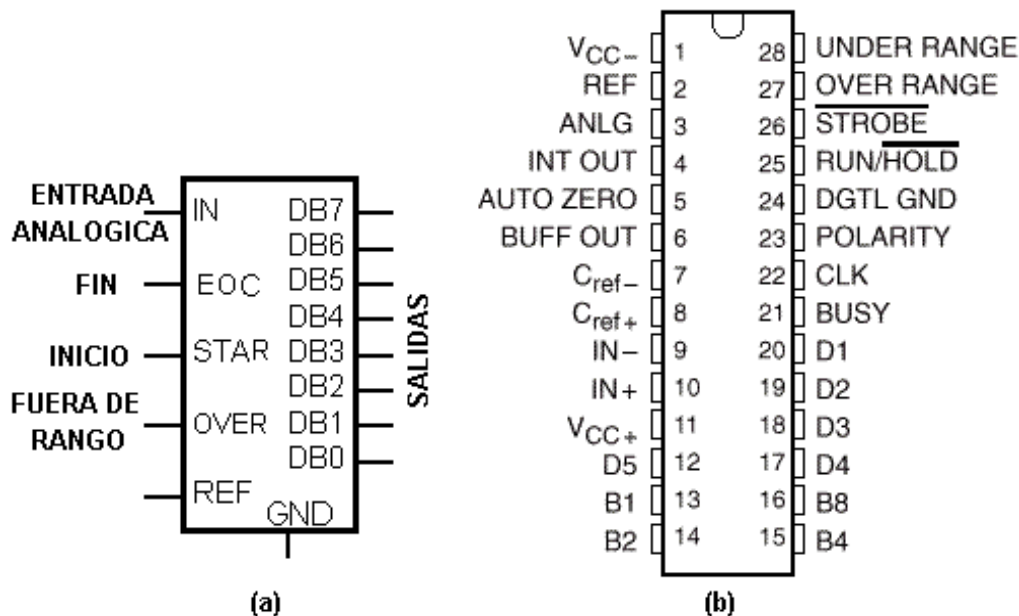 ENTRADA
ANALOGICA
FIN
INICIO
FUERA DE
RANGO
IN
EOC
STAR
OVER
REF
GND
DB7
DB6
DB5
DB4
DB3
DB2
DB1
DB0
SALIDAS
(a)
VCC− 1 28 UNDER RANGE
REF 2 27 OVER RANGE
ANLG 3 26 STROBE
INT OUT 4 25 RUN/HOLD
AUTO ZERO 5 24 DGTL GND
BUFF OUT 6 23 POLARITY
Cref− 7 22 CLK
Cref+ 8 21 BUSY
IN− 9 20 D1
IN+ 10 19 D2
VCC+ 11 18 D3
D5 12 17 D4
B1 13 16 B8
B2 14 15 B4
(b)